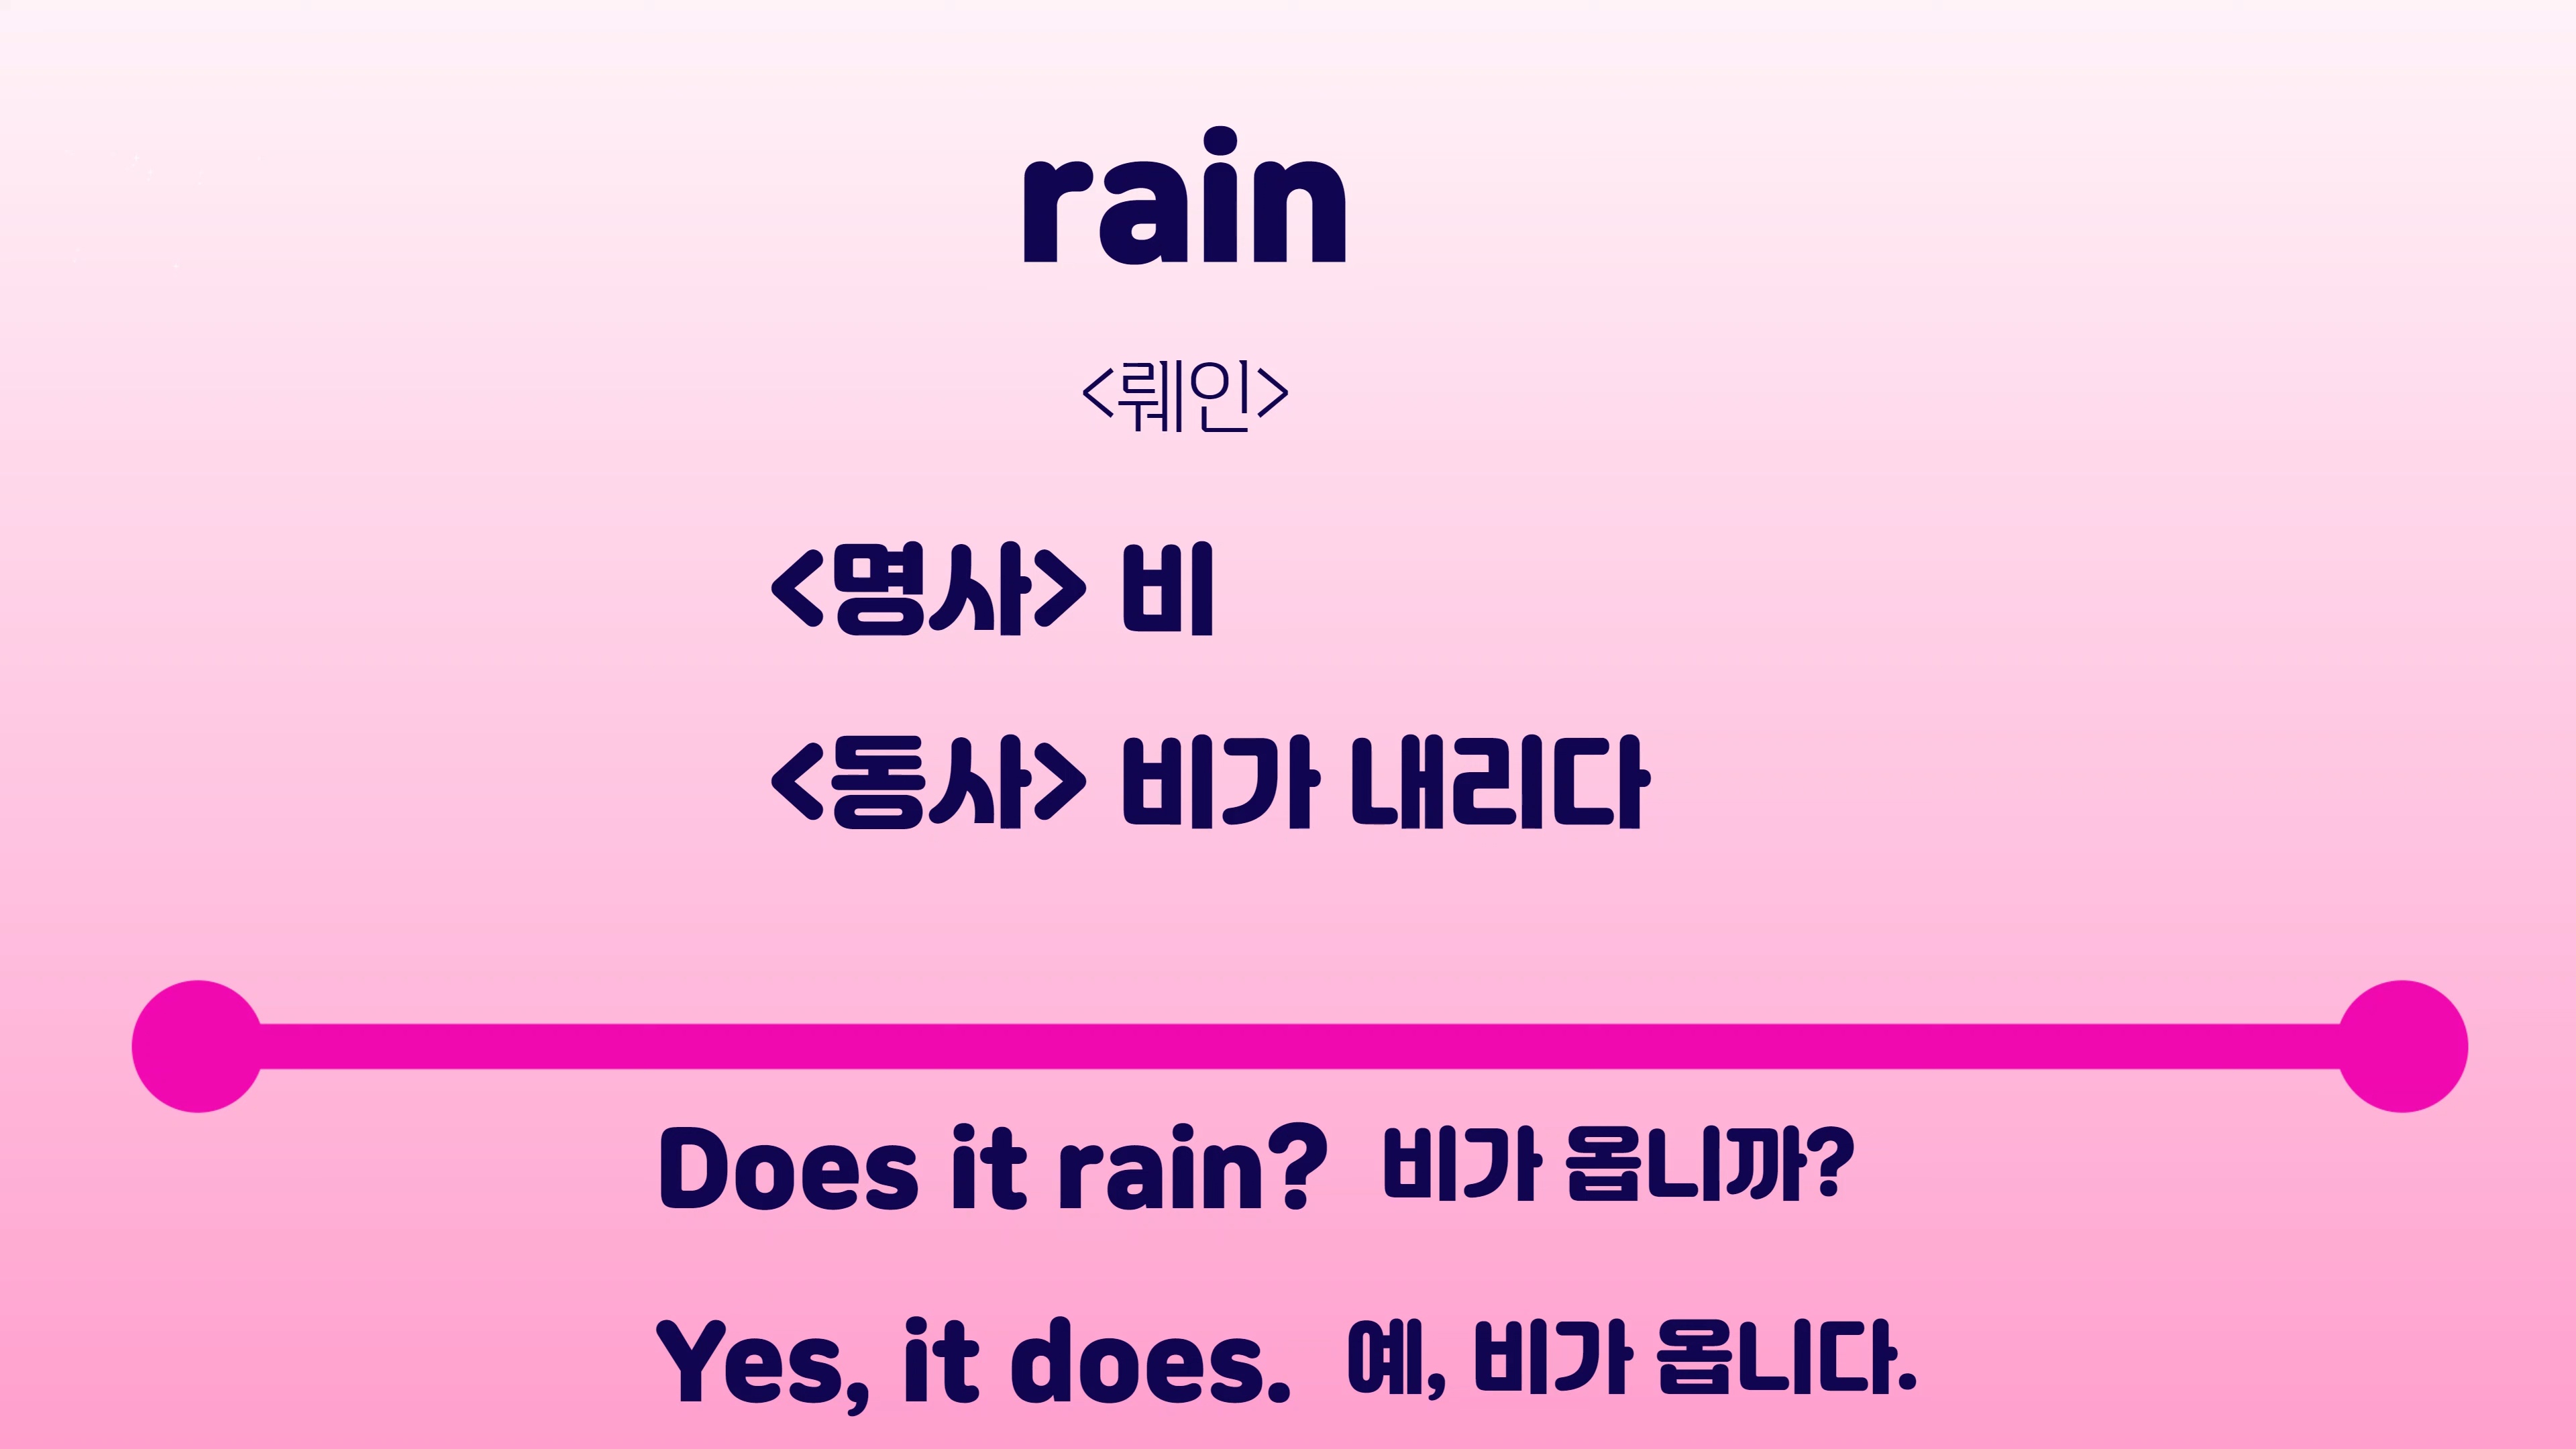 rain
<뤠인>
<명사> 비
<동사> 비가 내리다
Does it rain? 비가 옵니까?
Yes, it does. 예, 비가 옵니다.